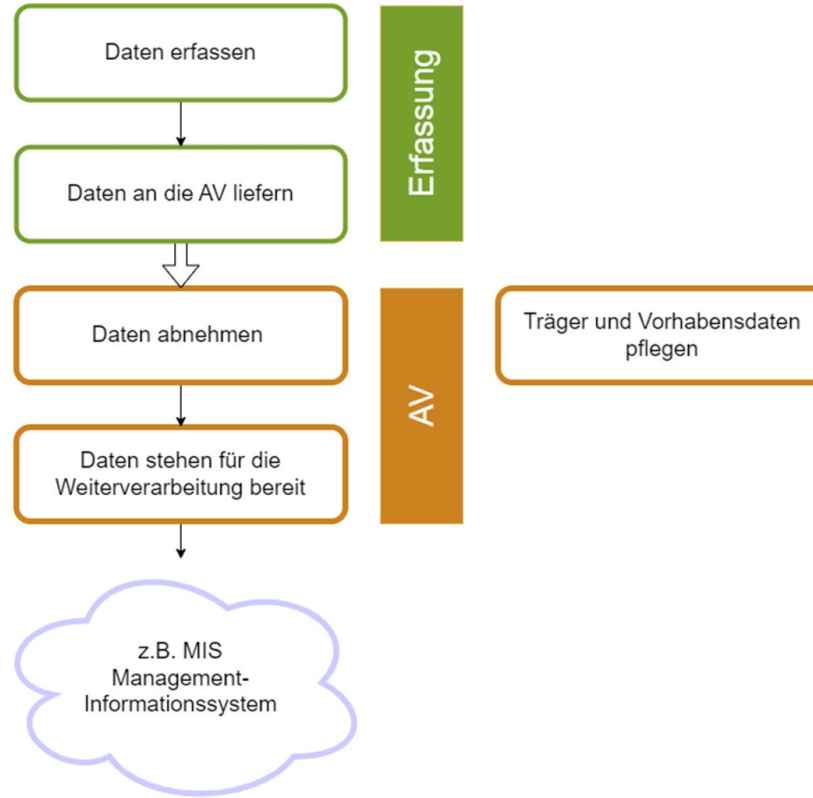 Daten erfassen
Erfassung
Daten an die AV liefern
Daten abnehmen
AV
Träger und Vorhabensdaten
pflegen
Daten stehen für die
Weiterverarbeitung bereit
z.B. MIS
Management-
Informationssystem